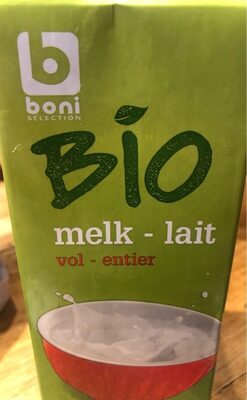 boni
SELECTION
BIO
melk - lait
vol - entier